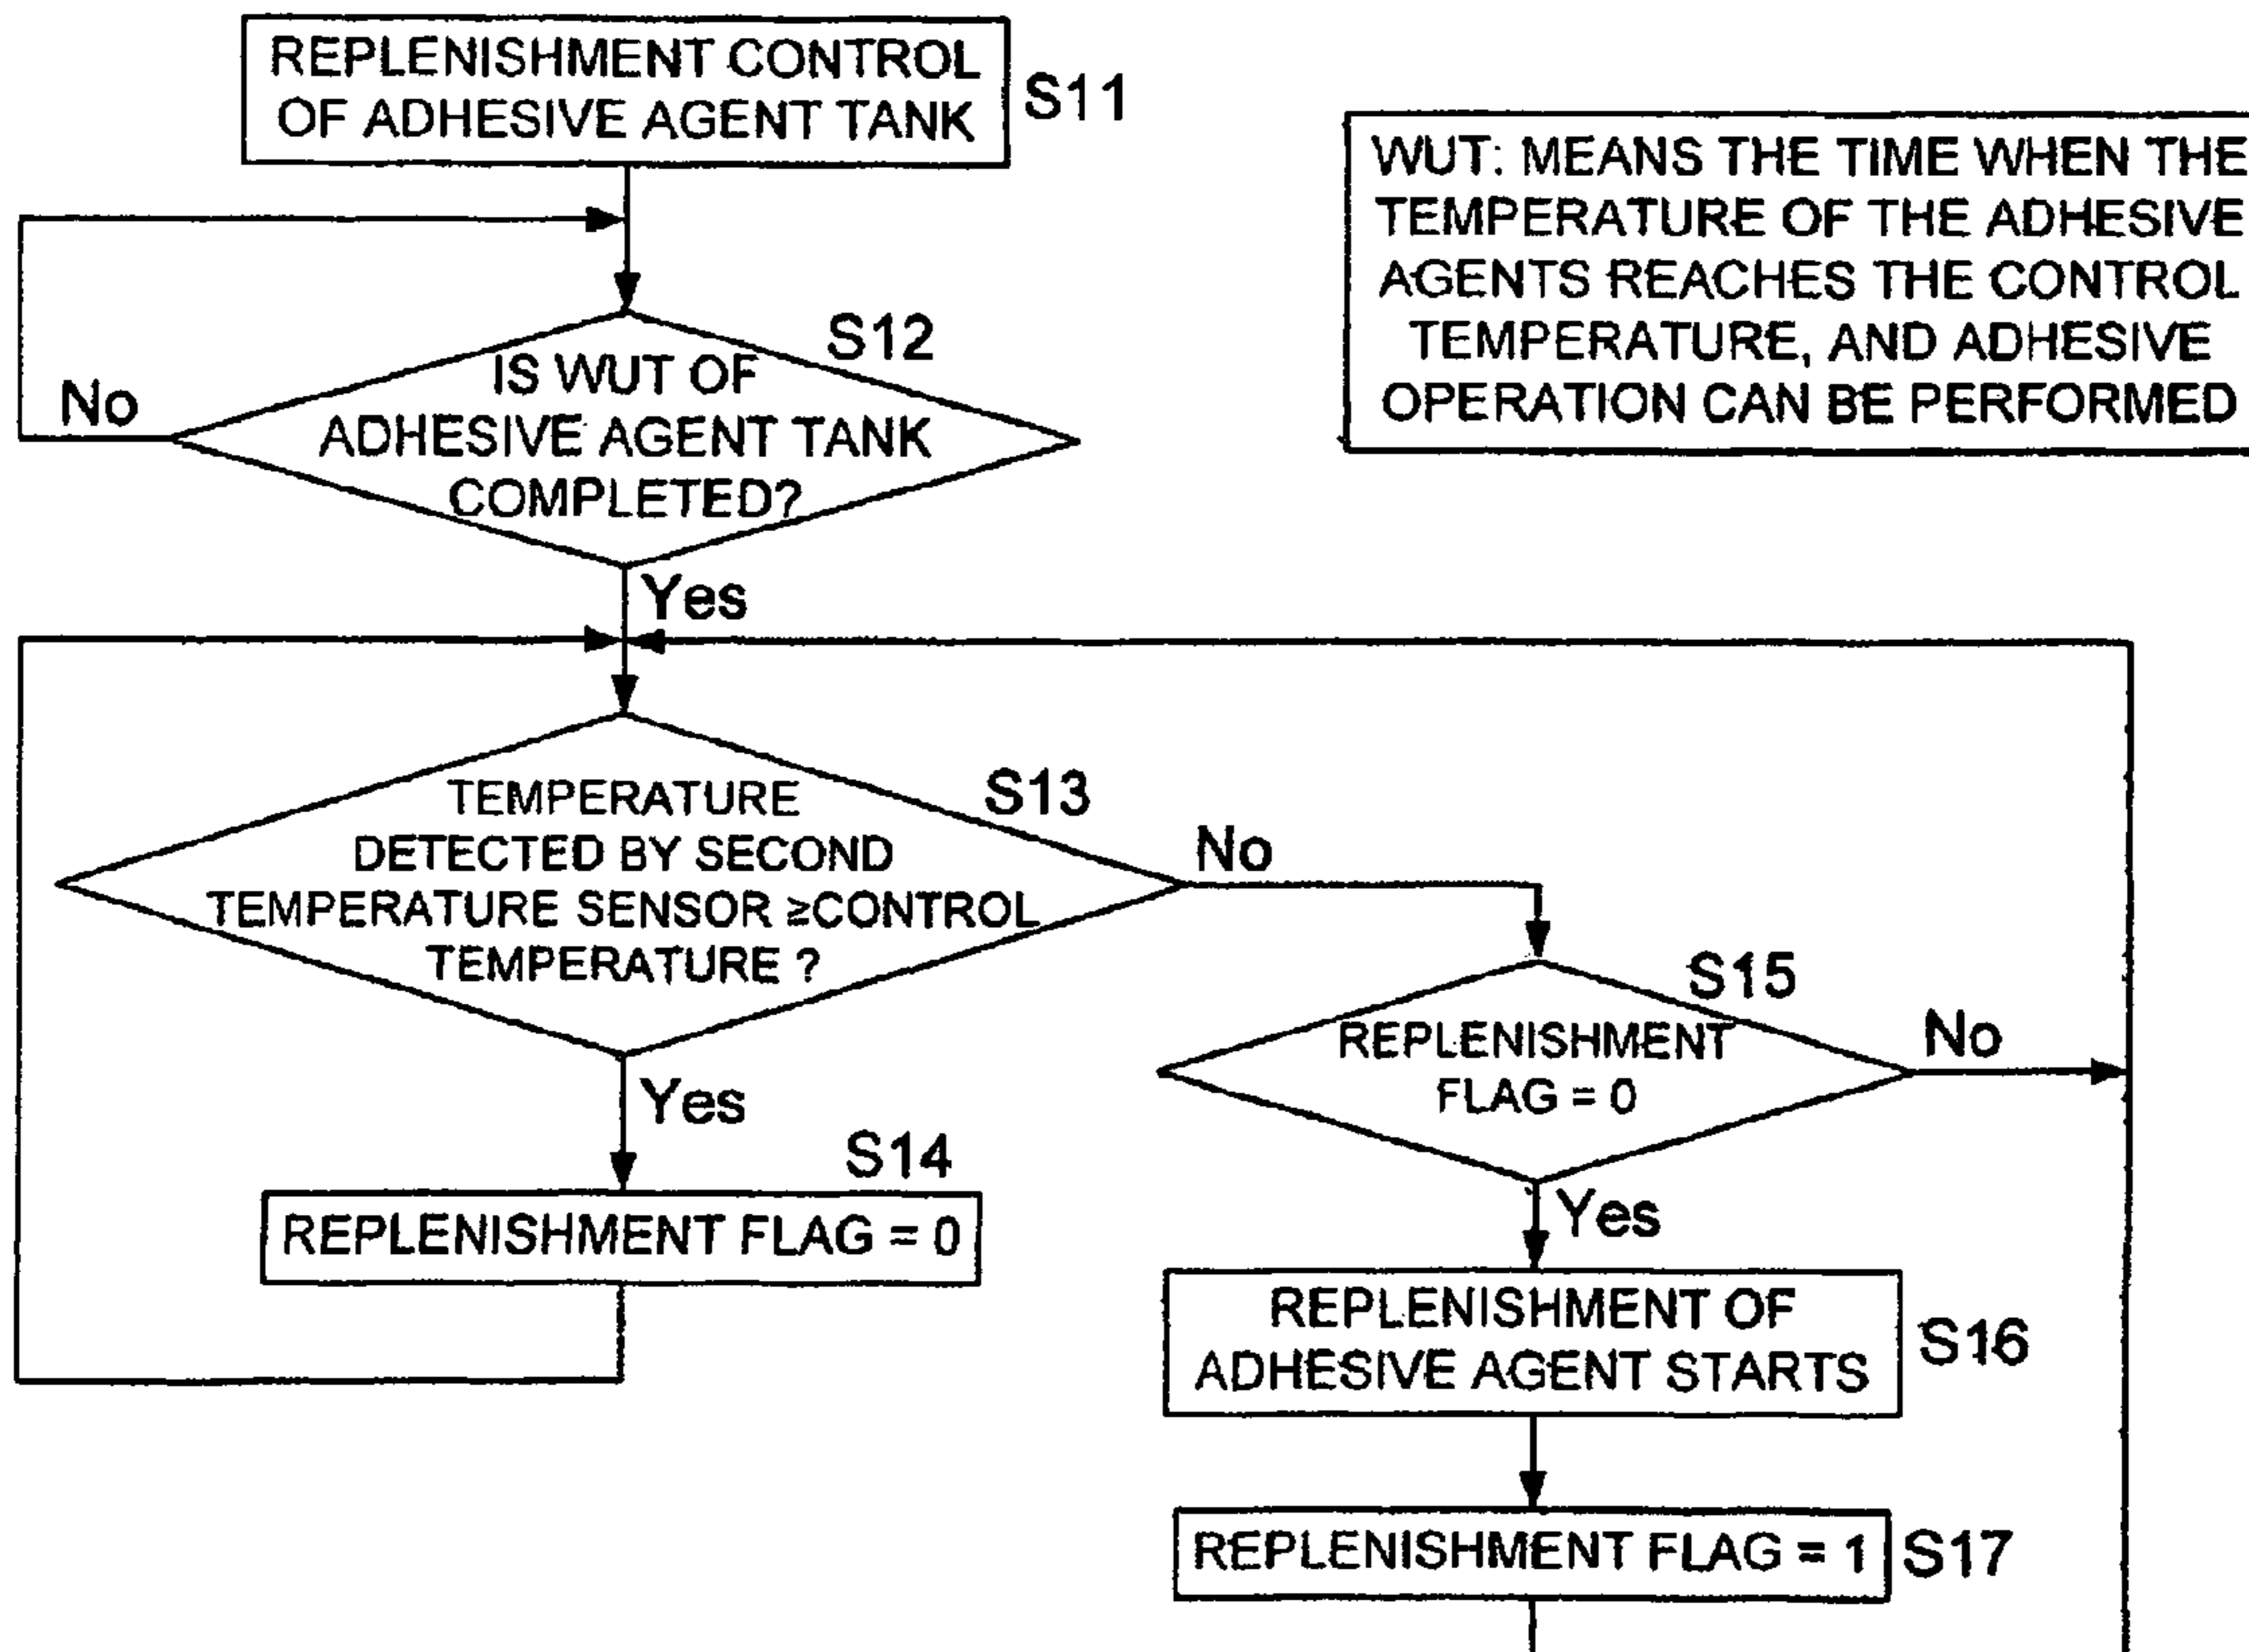 REPLENISHMENT CONTROL
OF ADHESIVE AGENT TANK
S11
WUT: MEANS THE TIME WHEN THE
TEMPERATURE OF THE ADHESIVE
AGENTS REACHES THE CONTROL
TEMPERATURE, AND ADHESIVE
OPERATION CAN BE PERFORMED
S12
IS WUT OF
ADHESIVE AGENT TANK
COMPLETED?
No
Yes
S13
TEMPERATURE
DETECTED BY SECOND
TEMPERATURE SENSOR ≥CONTROL
TEMPERATURE ?
No
Yes
S14
REPLENISHMENT FLAG = 0
S15
REPLENISHMENT
FLAG = 0
No
Yes
REPLENISHMENT OF
ADHESIVE AGENT STARTS
S16
REPLENISHMENT FLAG = 1
S17